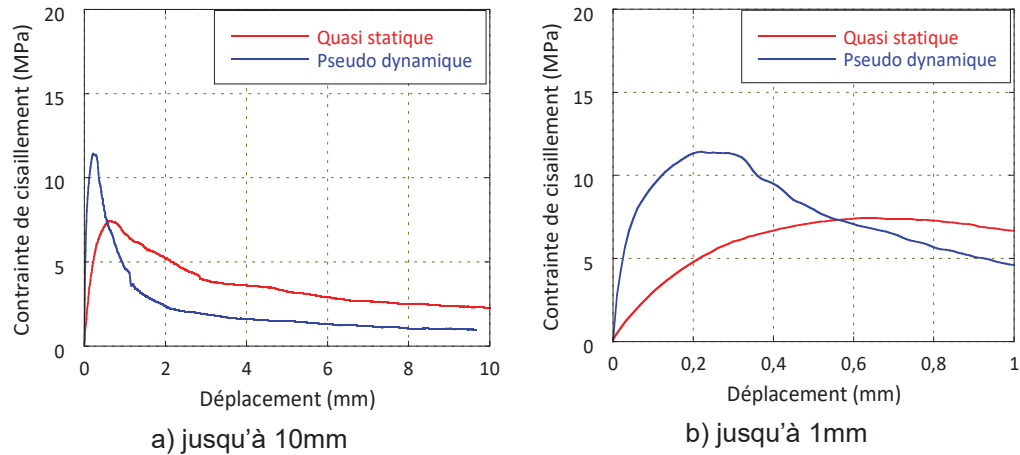 Contrainte de cisaillement (MPa)
20
15
10
5
0
Quasi statique
Pseudo dynamique
0 2 4 6 8 10
Déplacement (mm)
a) jusqu'à 10mm
Contrainte de cisaillement (MPa)
20
15
10
5
0
Quasi statique
Pseudo dynamique
0 0,2 0,4 0,6 0,8 1
Déplacement (mm)
b) jusqu'à 1mm